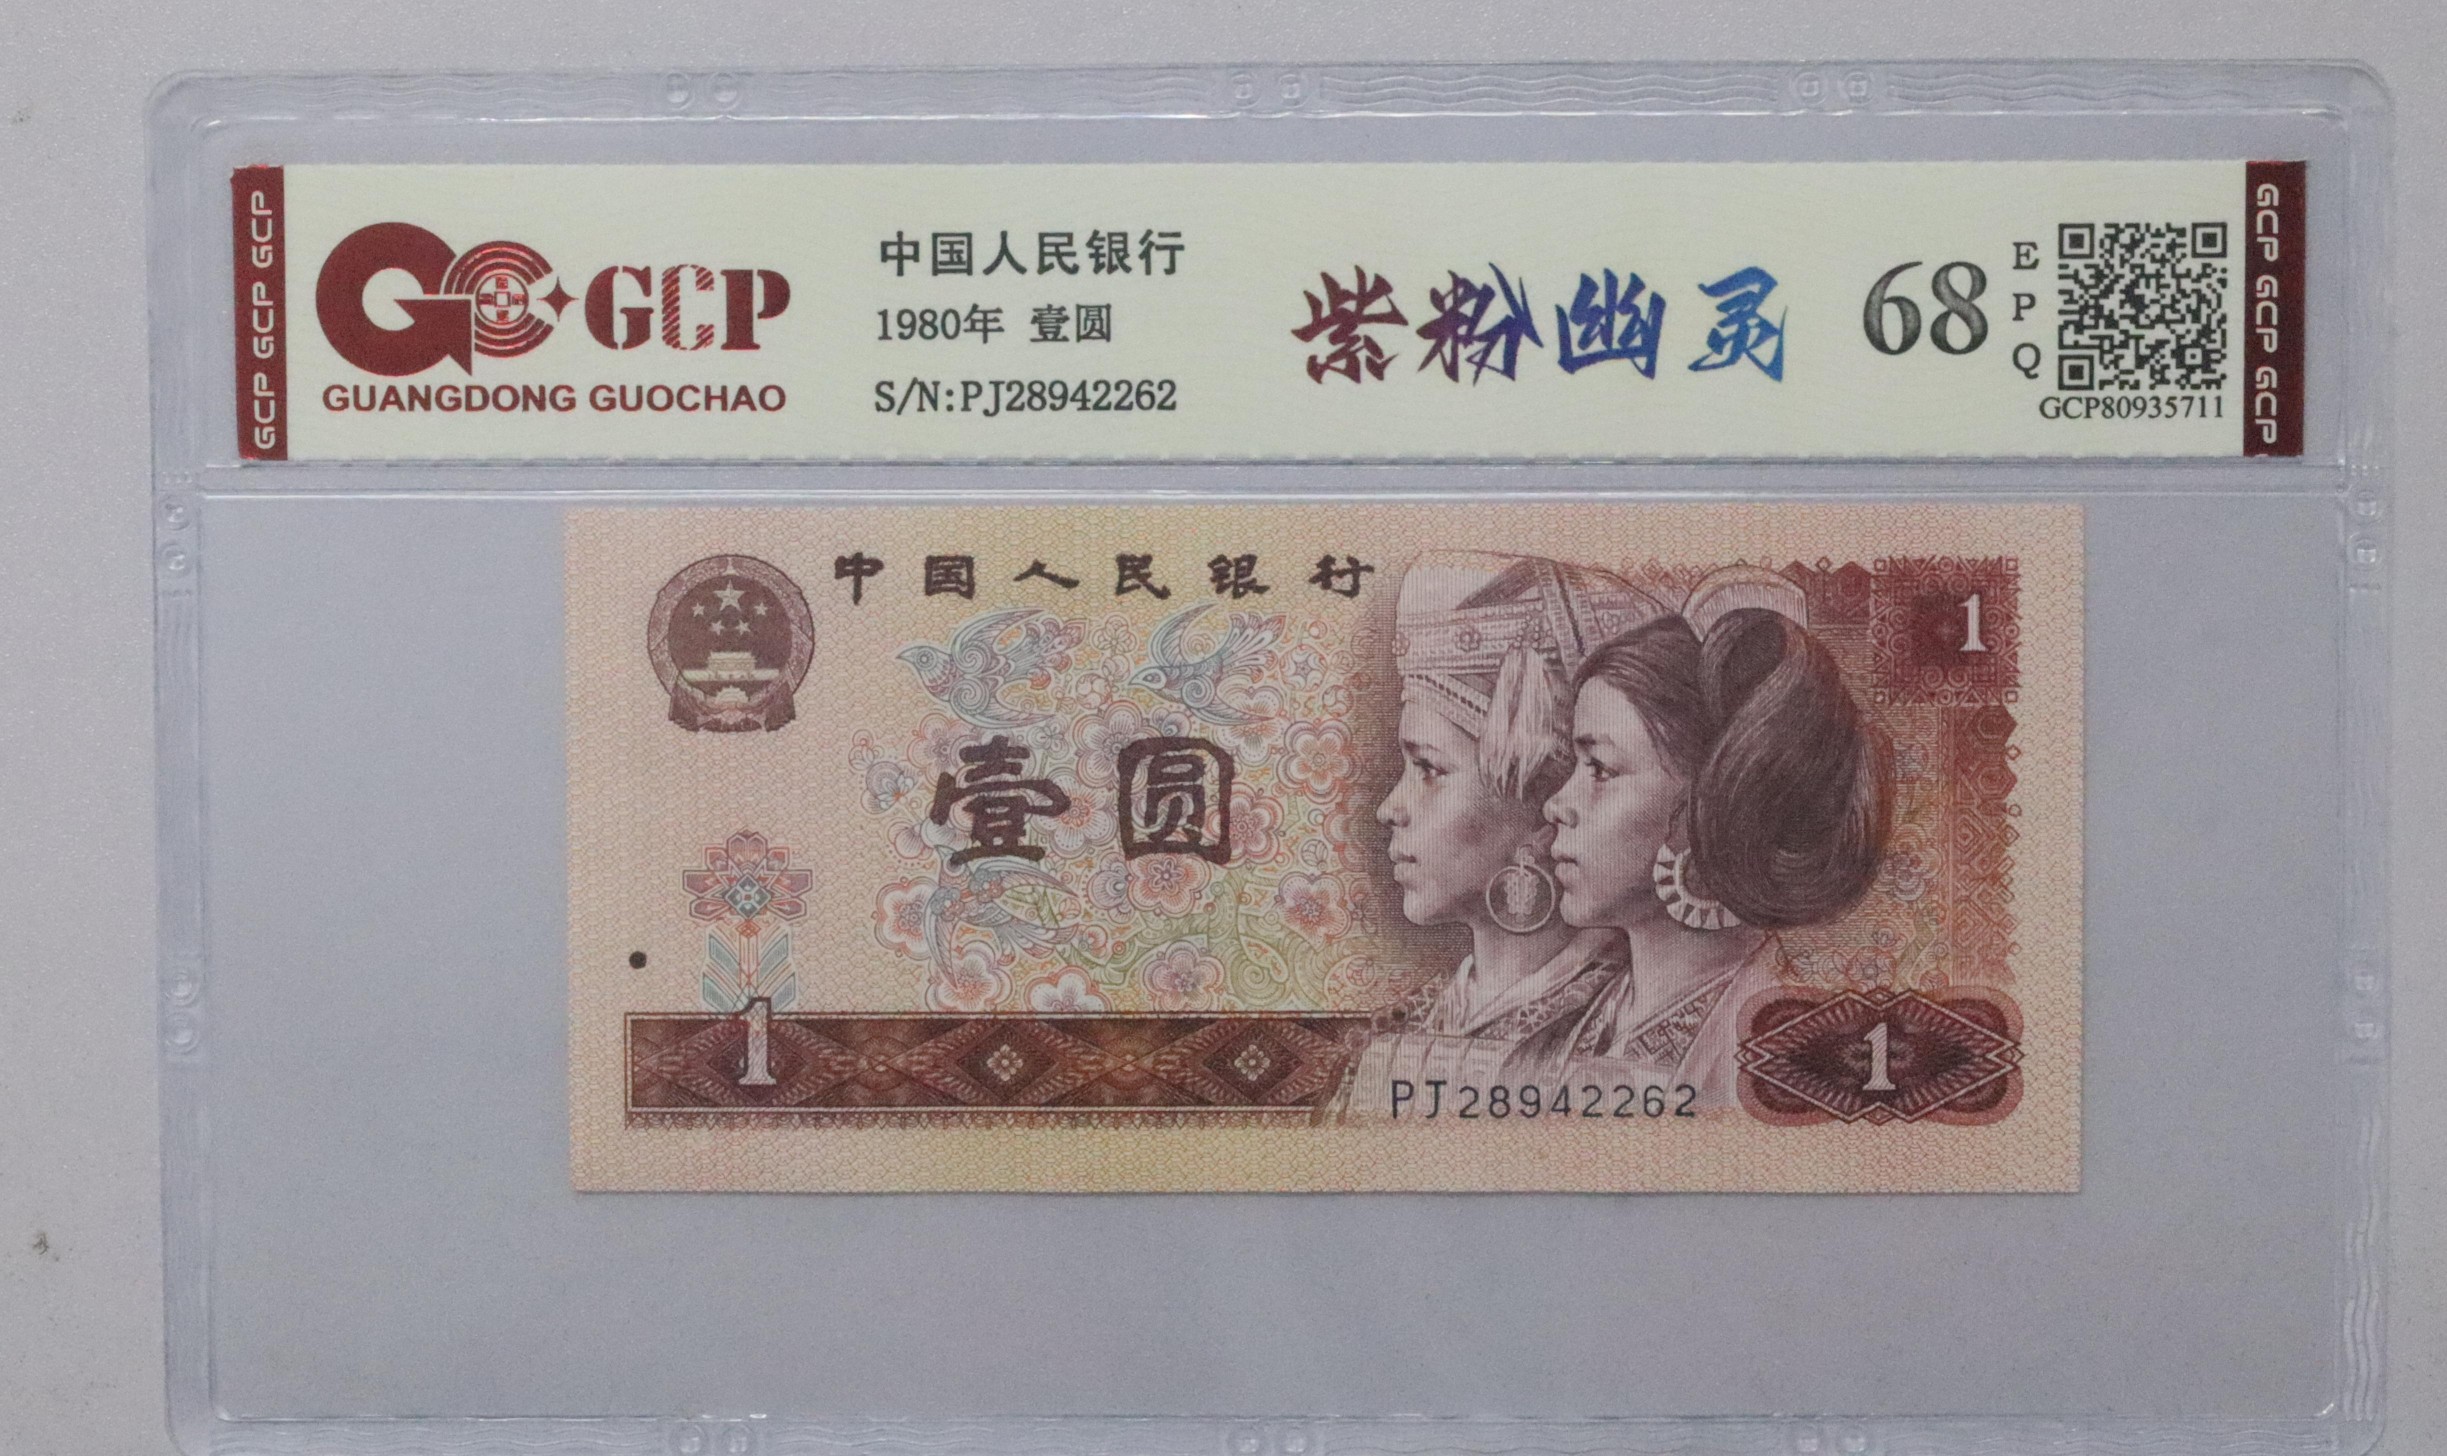 GCP GCP GCP
GCP
GUANGDONG GUOCHAO
中国人民银行
1980年 壹圆
S/N:PJ28942262
紫粉幽灵
68
EPQ
GCP80935711
GCP GCP GCP
中国人民银行
1
壹圆
1
1
PJ28942262